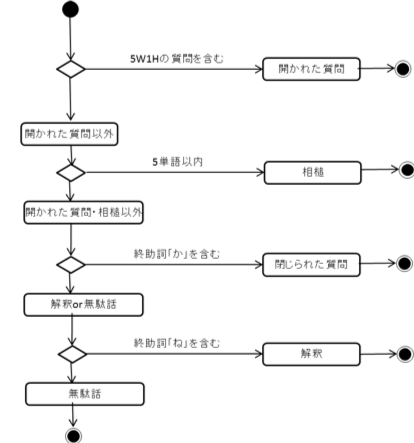 5W1Hの質問を含む
開かれた質問
開かれた質問以外
5単語以内
相槌
開かれた質問・相槌以外
終助詞「か」を含む
閉じられた質問
解釈or無駄話
終助詞「ね」を含む
解釈
無駄話